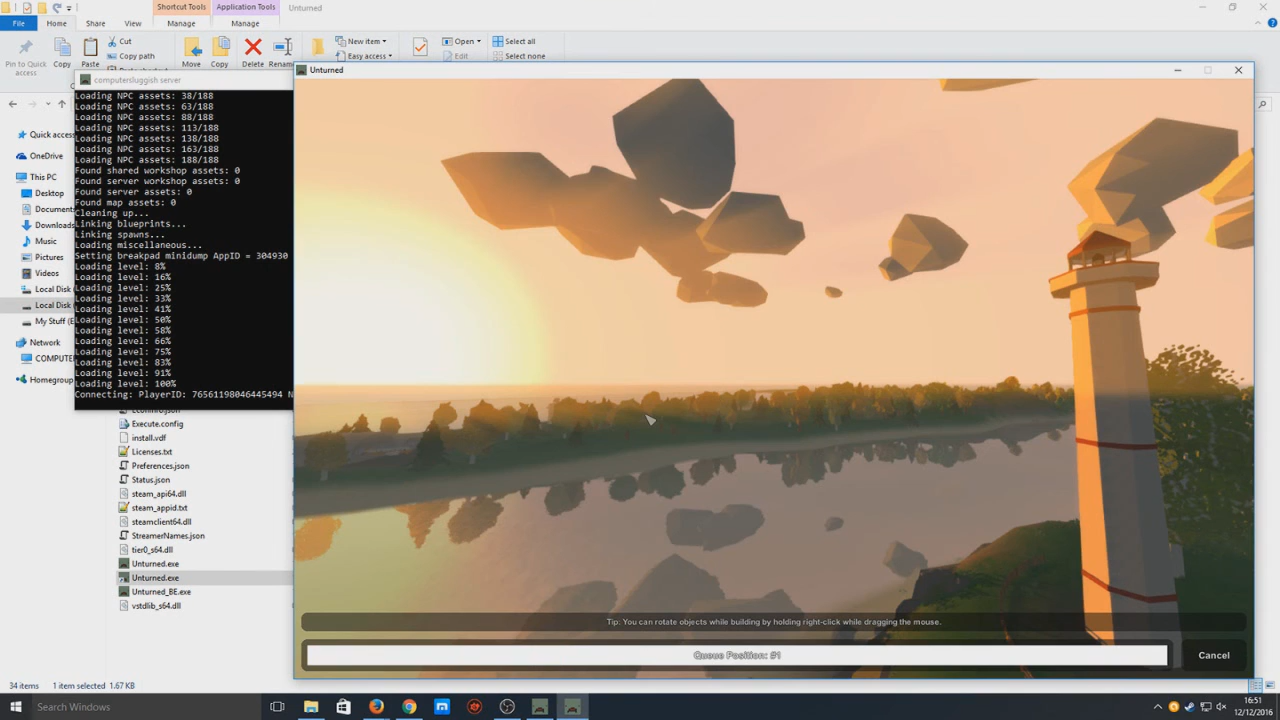 Shortcut Tools
Application Tools
Unturned
File
Home
Share
View
Manage
Manage
Pin to Quick access
Copy
Paste
Cut
Copy path
Move
Copy
Delete
New item
Easy access
Open
Edit
Select all
Select none
Quick access
OneDrive
This PC
Desktop
Downloads
Music
Pictures
Videos
Local Disk
Local Disk
My Stuff (E
Network
COMPUTE
Homegroup
computer\luggish server
Loading NPC assets: 38/188
Loading NPC assets: 63/188
Loading NPC assets: 88/188
Loading NPC assets: 113/188
Loading NPC assets: 138/188
Loading NPC assets: 163/188
Loading NPC assets: 188/188
Found shared workshop assets: 0
Found server workshop assets: 0
Found server assets: 0
Found map assets: 0
Cleaning up...
Linking blueprints...
Linking spawns...
Loading miscellaneous...
Setting breakpad minidump AppID = 304930
Loading level: 8%
Loading level: 16%
Loading level: 25%
Loading level: 33%
Loading level: 41%
Loading level: 50%
Loading level: 58%
Loading level: 66%
Loading level: 75%
Loading level: 83%
Loading level: 91%
Loading level: 100%
Connecting: PlayerID: 76561198046445494 N
Execute.config
install.vdf
Licenses.txt
Preferences.json
Status.json
steam_api64.dll
steam_appid.txt
steamclient64.dll
StreamerNames.json
tier0_s64.dll
Unturned.exe
Unturned.exe
Unturned_BE.exe
vstdlib_s64.dll
Unturned
Tip: You can rotate objects while building by holding right-click while dragging the mouse.
Queue Position: #1
Cancel
34 items
1 item selected 1.67 KB
Search Windows
16:51
12/12/2016